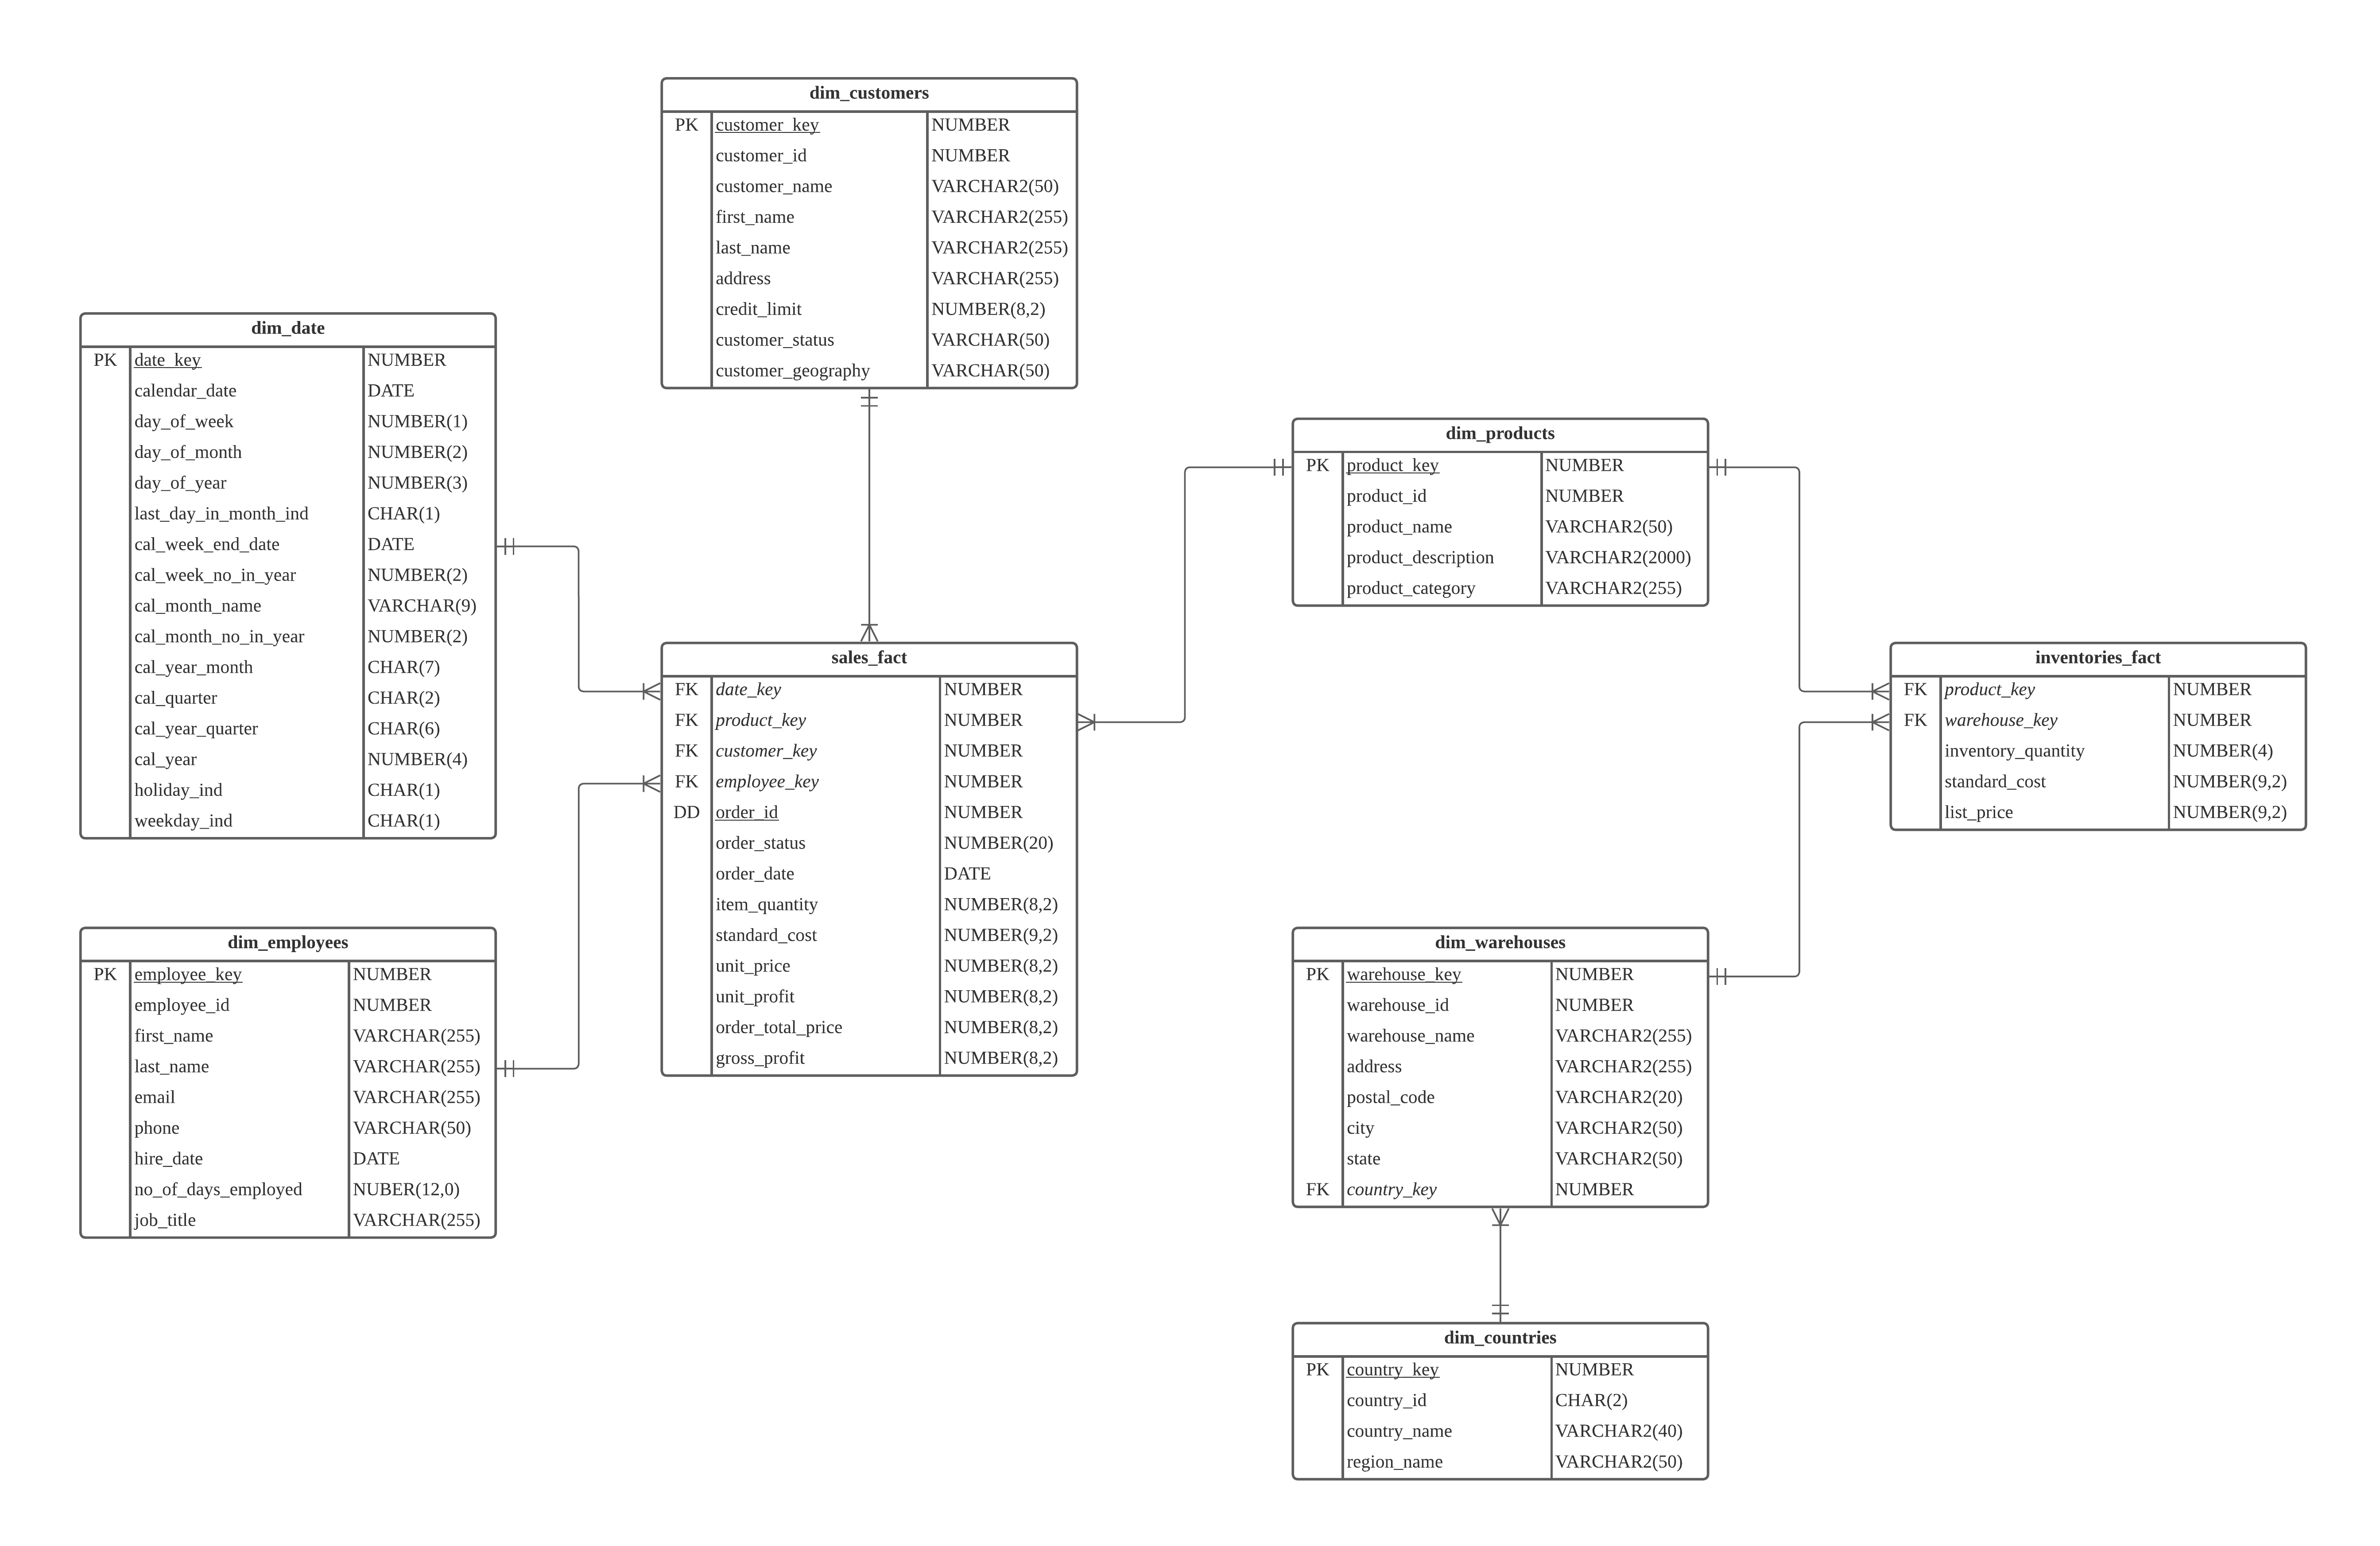 dim_customers
PK customer_key NUMBER
customer_id NUMBER
customer_name VARCHAR2(50)
first_name VARCHAR2(255)
last_name VARCHAR2(255)
address VARCHAR(255)
credit_limit NUMBER(8,2)
customer_status VARCHAR(50)
customer_geography VARCHAR(50)
dim_date
PK date_key NUMBER
calendar_date DATE
day_of_week NUMBER(1)
day_of_month NUMBER(2)
day_of_year NUMBER(3)
last_day_in_month_ind CHAR(1)
cal_week_end_date DATE
cal_week_no_in_year NUMBER(2)
cal_month_name VARCHAR(9)
cal_month_no_in_year NUMBER(2)
cal_year_month CHAR(7)
cal_quarter CHAR(2)
cal_year_quarter CHAR(6)
cal_year NUMBER(4)
holiday_ind CHAR(1)
weekday_ind CHAR(1)
dim_products
PK product_key NUMBER
product_id NUMBER
product_name VARCHAR2(50)
product_description VARCHAR2(2000)
product_category VARCHAR2(255)
sales_fact
FK date_key NUMBER
FK product_key NUMBER
FK customer_key NUMBER
FK employee_key NUMBER
DD order_id NUMBER
order_status NUMBER(20)
order_date DATE
item_quantity NUMBER(8,2)
standard_cost NUMBER(9,2)
unit_price NUMBER(8,2)
unit_profit NUMBER(8,2)
order_total_price NUMBER(8,2)
gross_profit NUMBER(8,2)
inventories_fact
FK product_key NUMBER
FK warehouse_key NUMBER
inventory_quantity NUMBER(4)
standard_cost NUMBER(9,2)
list_price NUMBER(9,2)
dim_employees
PK employee_key NUMBER
employee_id NUMBER
first_name VARCHAR(255)
last_name VARCHAR(255)
email VARCHAR(255)
phone VARCHAR(50)
hire_date DATE
no_of_days_employed NUBER(12,0)
job_title VARCHAR(255)
dim_warehouses
PK warehouse_key NUMBER
warehouse_id NUMBER
warehouse_name VARCHAR2(255)
address VARCHAR2(255)
postal_code VARCHAR2(20)
city VARCHAR2(50)
state VARCHAR2(50)
FK country_key NUMBER
dim_countries
PK country_key NUMBER
country_id CHAR(2)
country_name VARCHAR2(40)
region_name VARCHAR2(50)